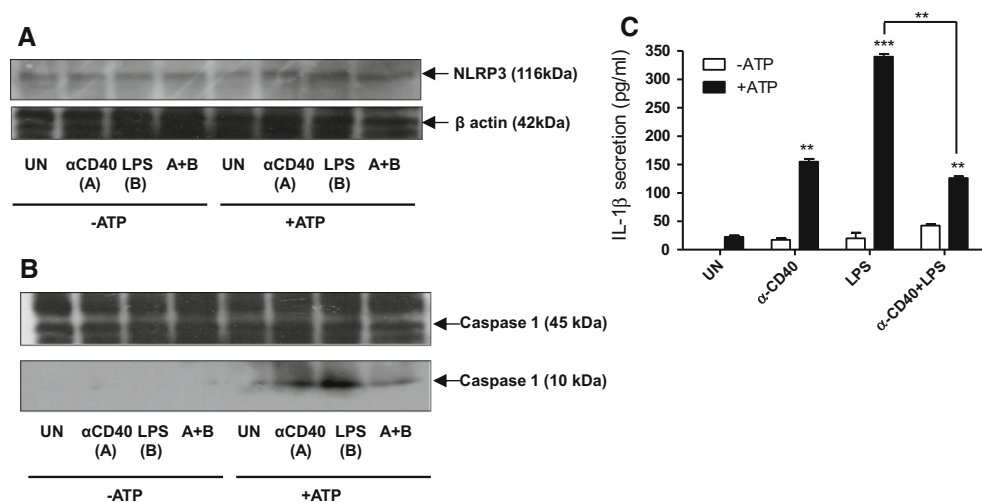 A
NLRP3 (116kDa)
β actin (42kDa)
UN αCD40 LPS A+B UN αCD40 LPS A+B
(A) (B) (A) (B)
-ATP +ATP
B
Caspase 1 (45 kDa)
Caspase 1 (10 kDa)
UN αCD40 LPS A+B UN αCD40 LPS A+B
(A) (B) (A) (B)
-ATP +ATP
C
IL-1β secretion (pg/ml)
350
300
250
200
150
100
50
0
-ATP
+ATP
**
***
**
**
UN α-CD40 LPS α-CD40+LPS